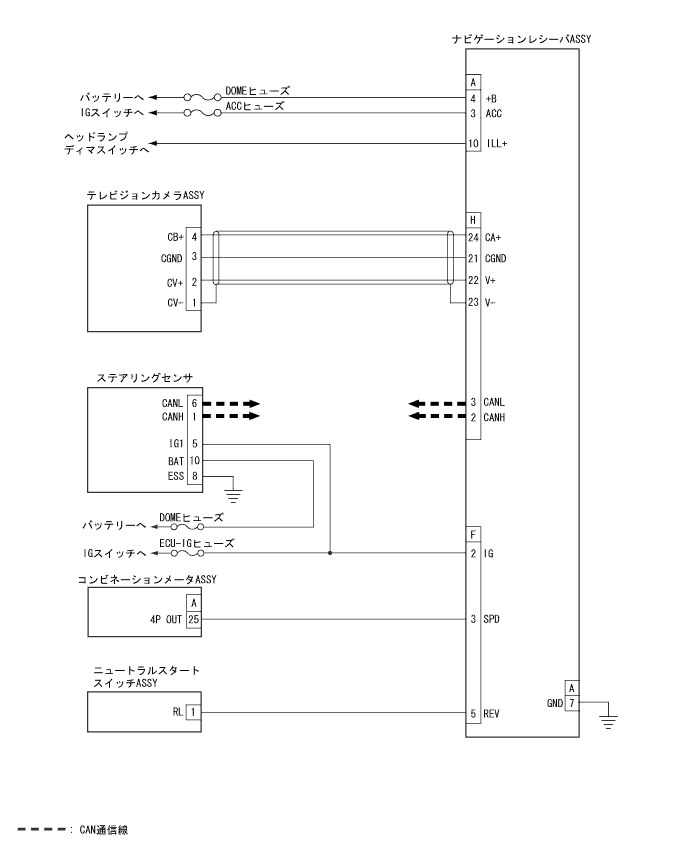 ナビゲーションレシーバASSY
A
バッテリーへ DOMEヒューズ 4 +B
IGスイッチへ ACCヒューズ 3 ACC
ヘッドランプ
ディマスイッチへ 10 ILL+
テレビジョンカメラASSY
H
CB+ 4 24 CA+
CGND 3 21 CGND
CV+ 2 22 V+
CV- 1 23 V-
ステアリングセンサ
CANL 6 3 CANL
CANH 1 2 CANH
IG1 5
BAT 10
ESS 8
バッテリーへ DOMEヒューズ
F
IGスイッチへ ECU-IGヒューズ 2 IG
コンビネーションメータASSY
A
4P OUT 25 3 SPD
ニュートラルスタート
スイッチASSY
RL 1 5 REV
A
GND 7
: CAN通信線